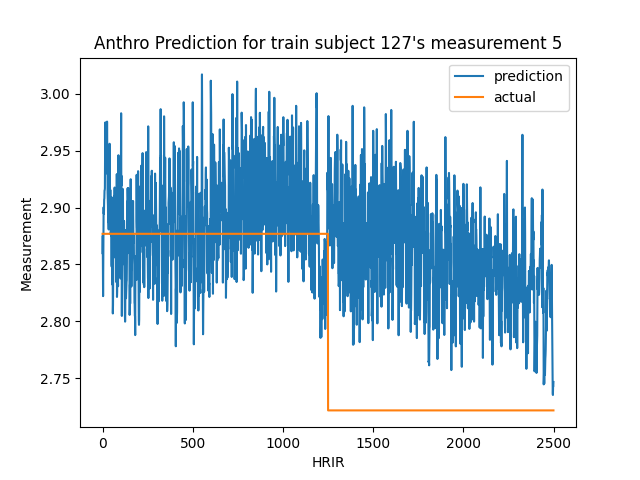 Anthro Prediction for train subject 127's measurement 5
prediction
actual
3.00
2.95
2.90
2.85
2.80
2.75
Measurement
0
500
1000
1500
2000
2500
HRIR